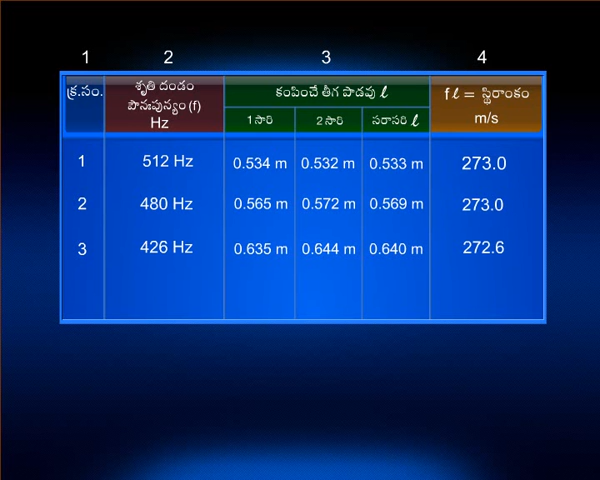 1 2 3 4
క్ర.సం. శృతి దండం పౌనఃపున్యం (f) Hz కంపించే తీగ పొడవు ℓ f ℓ = స్థిరాంకం m/s
1 సారి 2 సారి సరాసరి ℓ
1 512 Hz 0.534 m 0.532 m 0.533 m 273.0
2 480 Hz 0.565 m 0.572 m 0.569 m 273.0
3 426 Hz 0.635 m 0.644 m 0.640 m 272.6